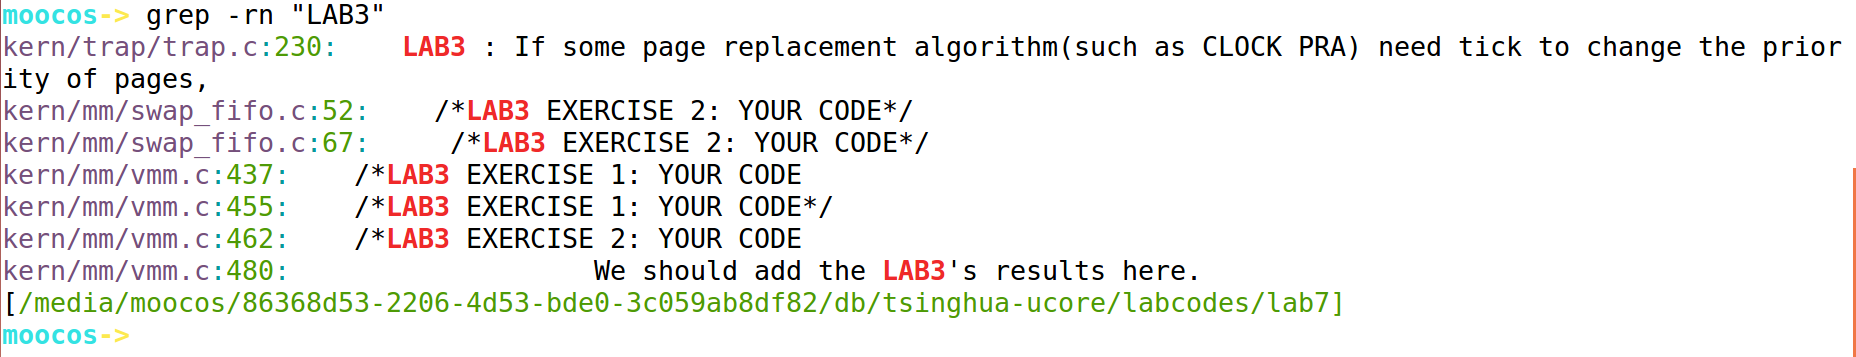 moocos-> grep -rn "LAB3"
kern/trap/trap.c:230:    LAB3 : If some page replacement algorithm(such as CLOCK PRA) need tick to change the prior
ity of pages,
kern/mm/swap_fifo.c:52:    /*LAB3 EXERCISE 2: YOUR CODE*/
kern/mm/swap_fifo.c:67:     /*LAB3 EXERCISE 2: YOUR CODE*/
kern/mm/vmm.c:437:    /*LAB3 EXERCISE 1: YOUR CODE
kern/mm/vmm.c:455:    /*LAB3 EXERCISE 1: YOUR CODE*/
kern/mm/vmm.c:462:    /*LAB3 EXERCISE 2: YOUR CODE
kern/mm/vmm.c:480:                   We should add the LAB3's results here.
[/media/moocos/86368d53-2206-4d53-bde0-3c059ab8df82/db/tsinghua-ucore/labcodes/lab7]
moocos->